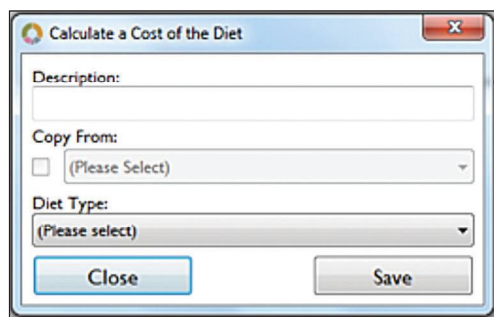 Calculate a Cost of the Diet
Description:
Copy From:
(Please Select)
Diet Type:
(Please select)
Close Save